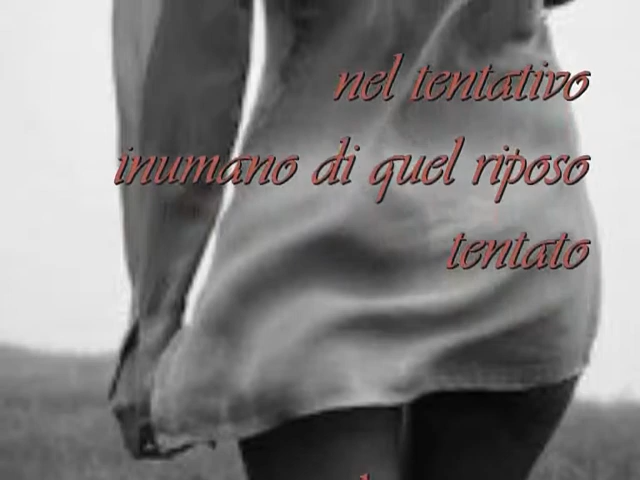 nel tentativo
inumano di quel riposo
tentato